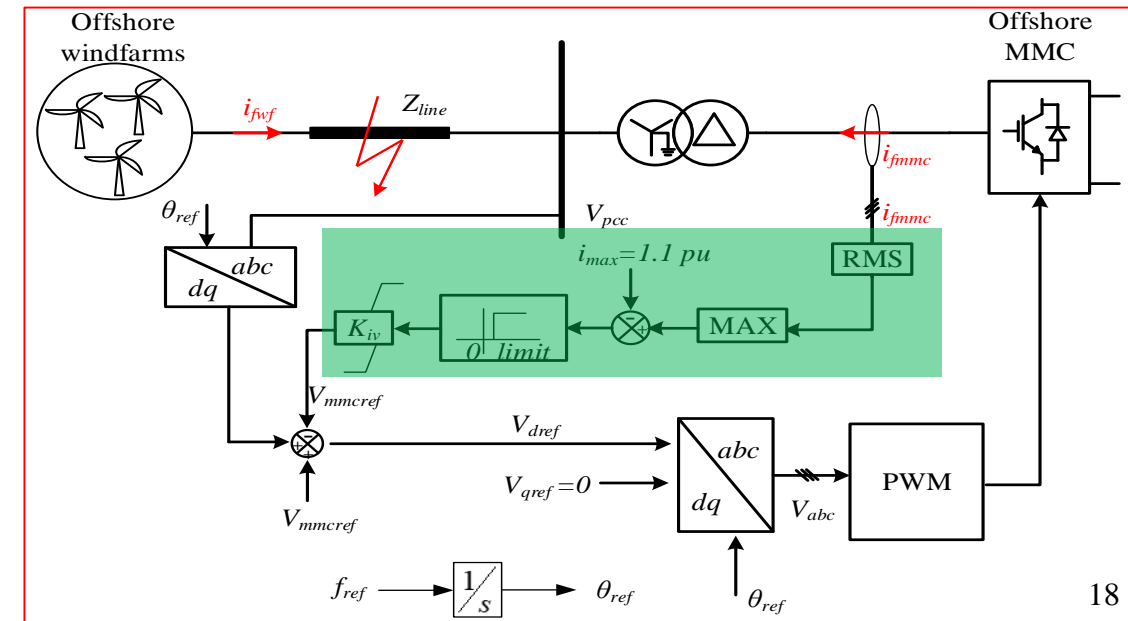 Offshore
windfarms
Offshore
MMC
i_fwf
Z_line
i_fmmc
θ_ref
V_pcc
i_fmmc
abc
dq
i_max=1.1 pu
RMS
K_iv
0 limit
MAX
V_mmcref
V_dref
abc
dq
V_qref=0
V_abc
PWM
V_mmcref
f_ref
1/s
θ_ref
θ_ref
18